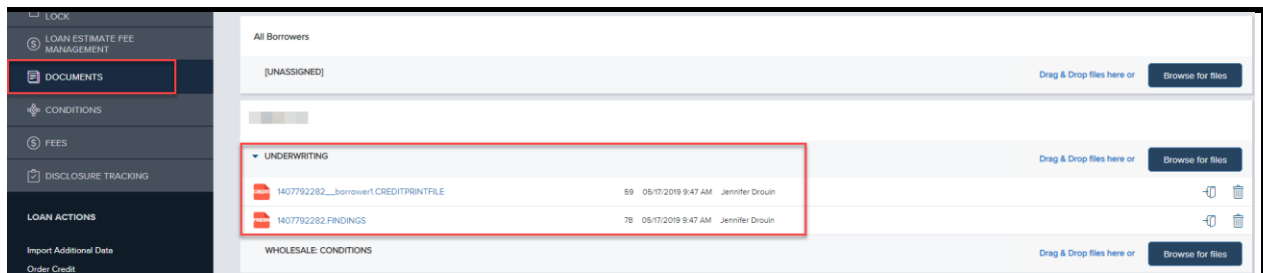 LOCK
LOAN ESTIMATE FEE
MANAGEMENT
DOCUMENTS
CONDITIONS
FEES
DISCLOSURE TRACKING
LOAN ACTIONS
Import Additional Data
Order Credit
All Borrowers
[UNASSIGNED] Drag & Drop files here or Browse for files
UNDERWRITING Drag & Drop files here or Browse for files
1407792282__borrower1.CREDITPRINTFILE 59 05/17/2019 9:47 AM Jennifer Drouin
1407792282.FINDINGS 78 05/17/2019 9:47 AM Jennifer Drouin
WHOLESALE: CONDITIONS Drag & Drop files here or Browse for files